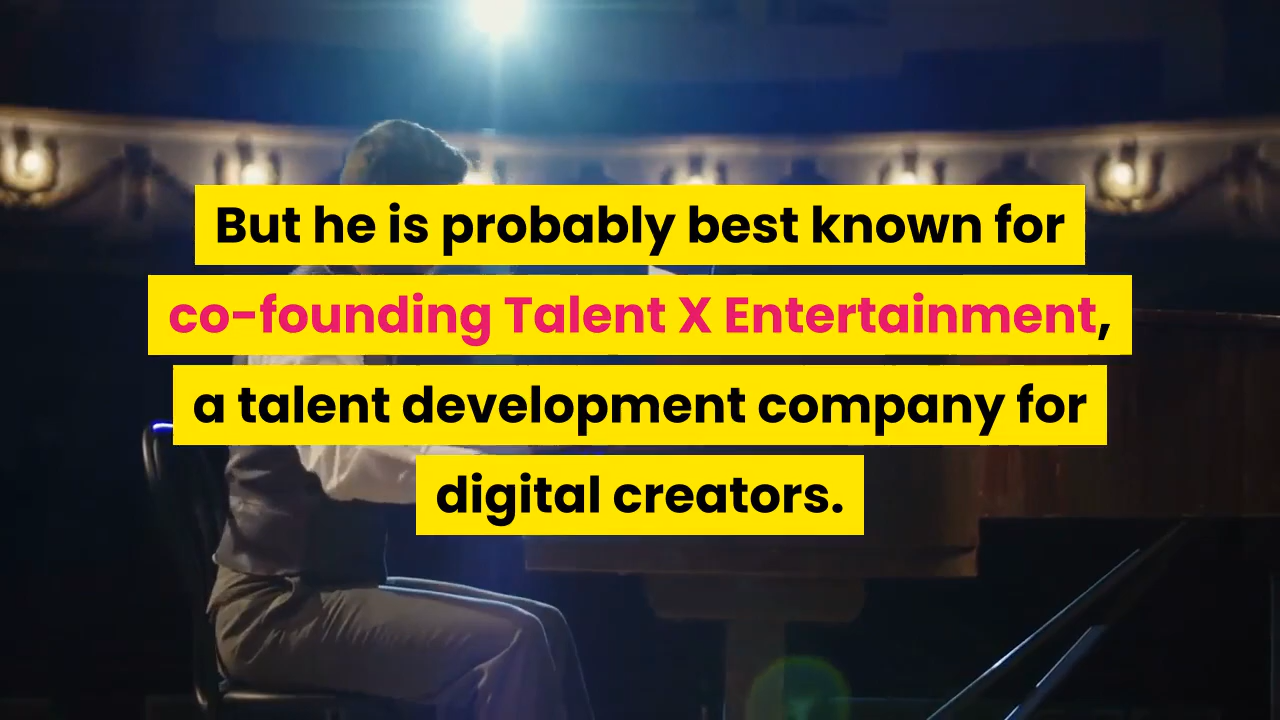 But he is probably best known for
co-founding Talent X Entertainment,
a talent development company for
digital creators.